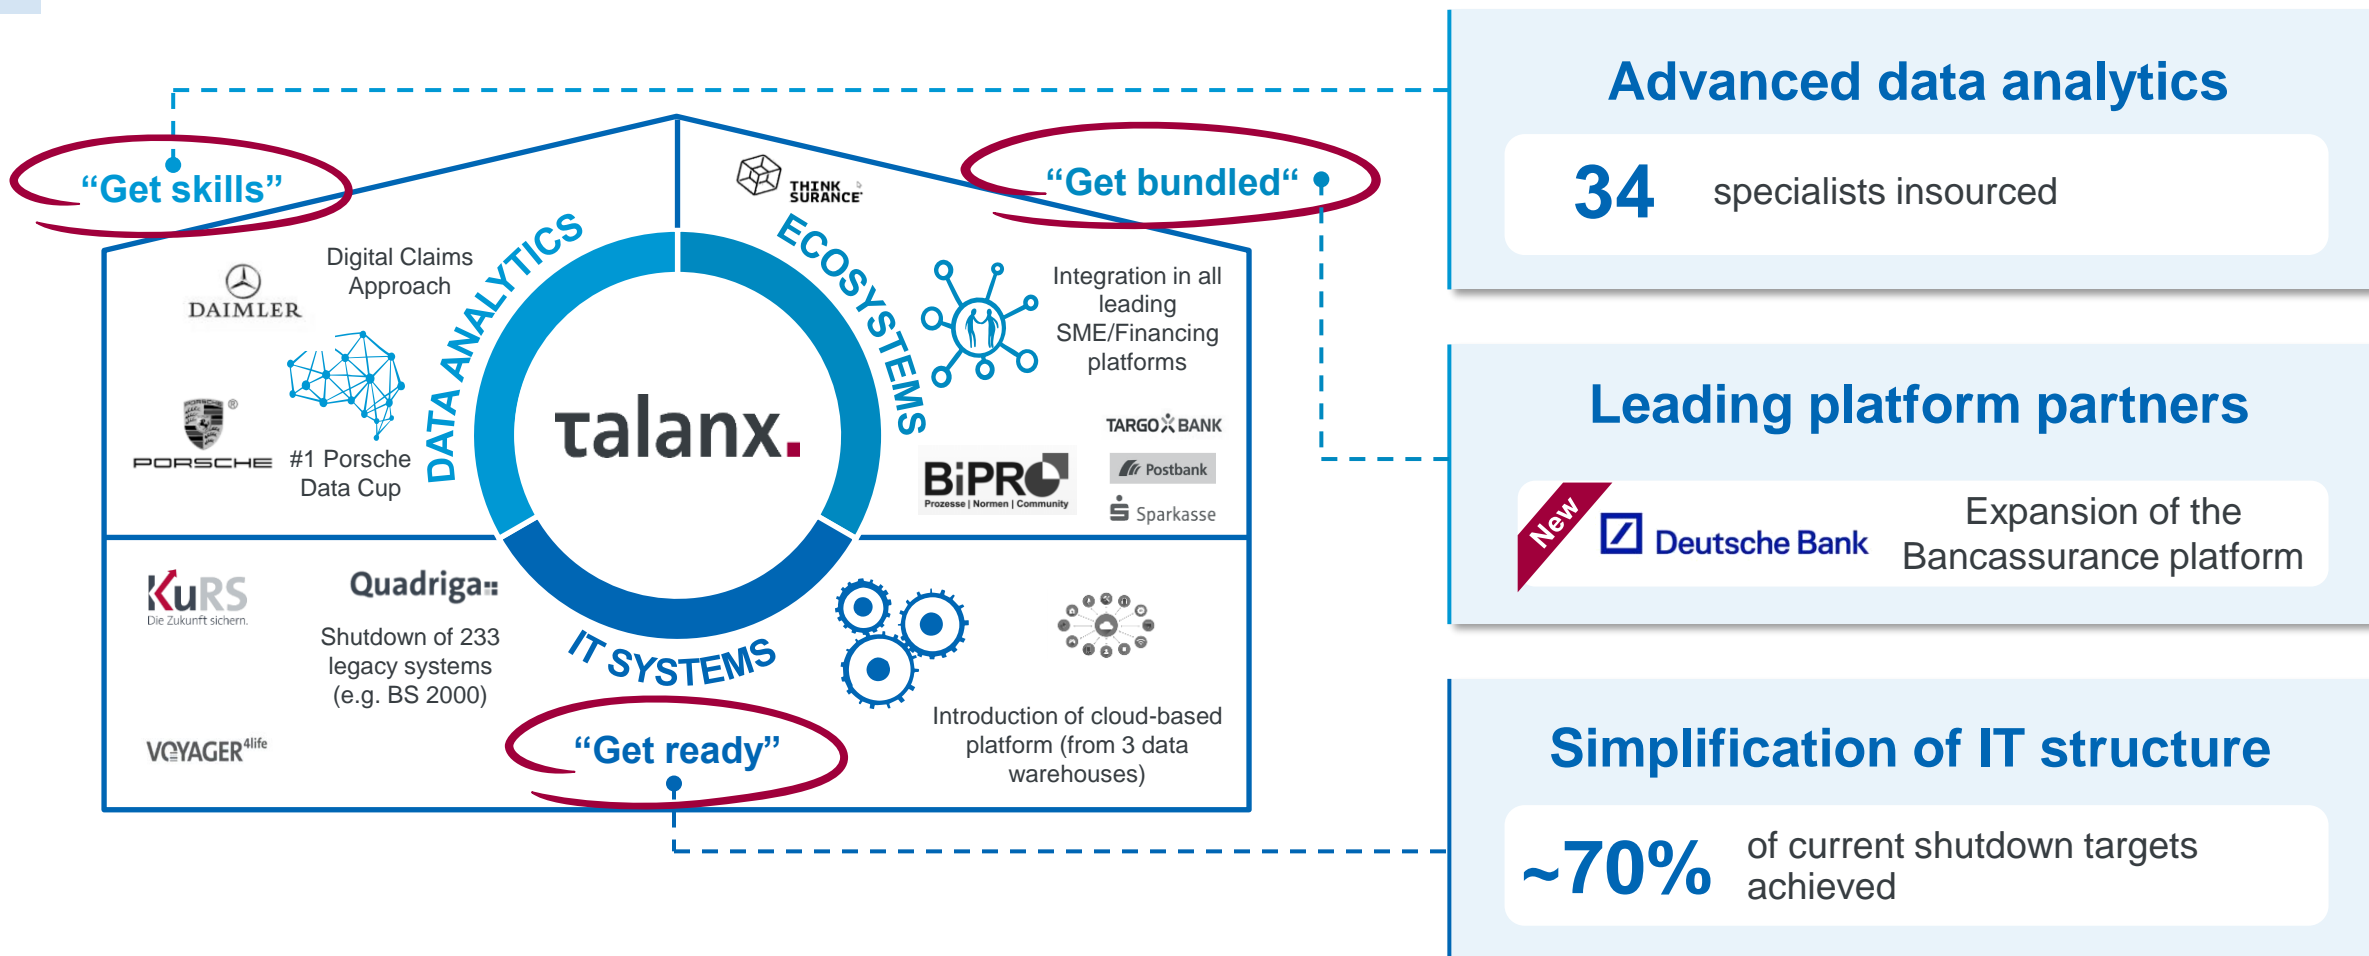 “Get skills”
DAIMLER
Digital Claims
Approach
PORSCHE
PORSCHE
®
#1 Porsche
Data Cup
DATA ANALYTICS
THINK
SURANCE
“Get bundled“
ECOSYSTEMS
Integration in all
leading
SME/Financing
platforms
TARGO BANK
Postbank
Sparkasse
BiPRO
Prozesse | Normen | Community
talanx.
KuRS
Die Zukunft sichern.
Quadriga
Shutdown of 233
legacy systems
(e.g. BS 2000)
VOYAGER4life
IT SYSTEMS
“Get ready”
Introduction of cloud-based
platform (from 3 data
warehouses)
Advanced data analytics
34 specialists insourced
Leading platform partners
New
Deutsche Bank
Expansion of the
Bancassurance platform
Simplification of IT structure
~70%
of current shutdown targets
achieved